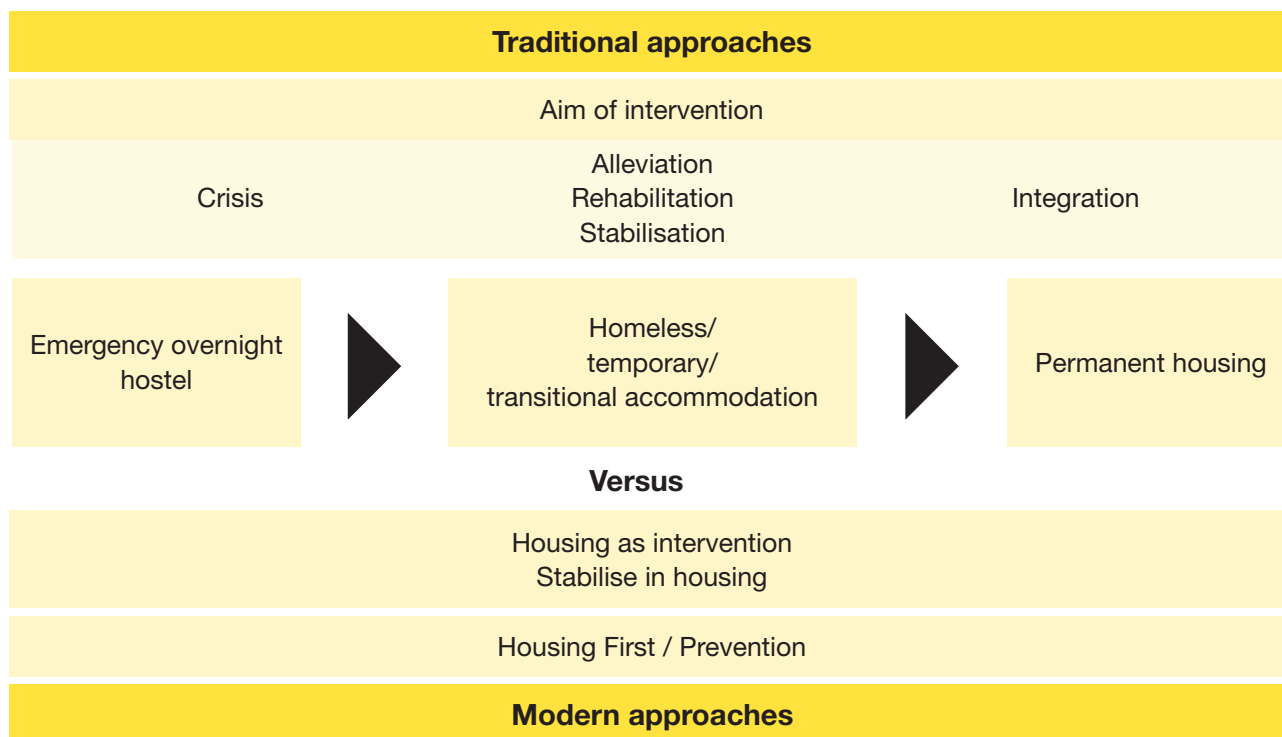 Traditional approaches
Aim of intervention
Crisis
Alleviation
Rehabilitation
Stabilisation
Integration
Emergency overnight
hostel
Homeless/
temporary/
transitional accommodation
Permanent housing
Versus
Housing as intervention
Stabilise in housing
Housing First / Prevention
Modern approaches